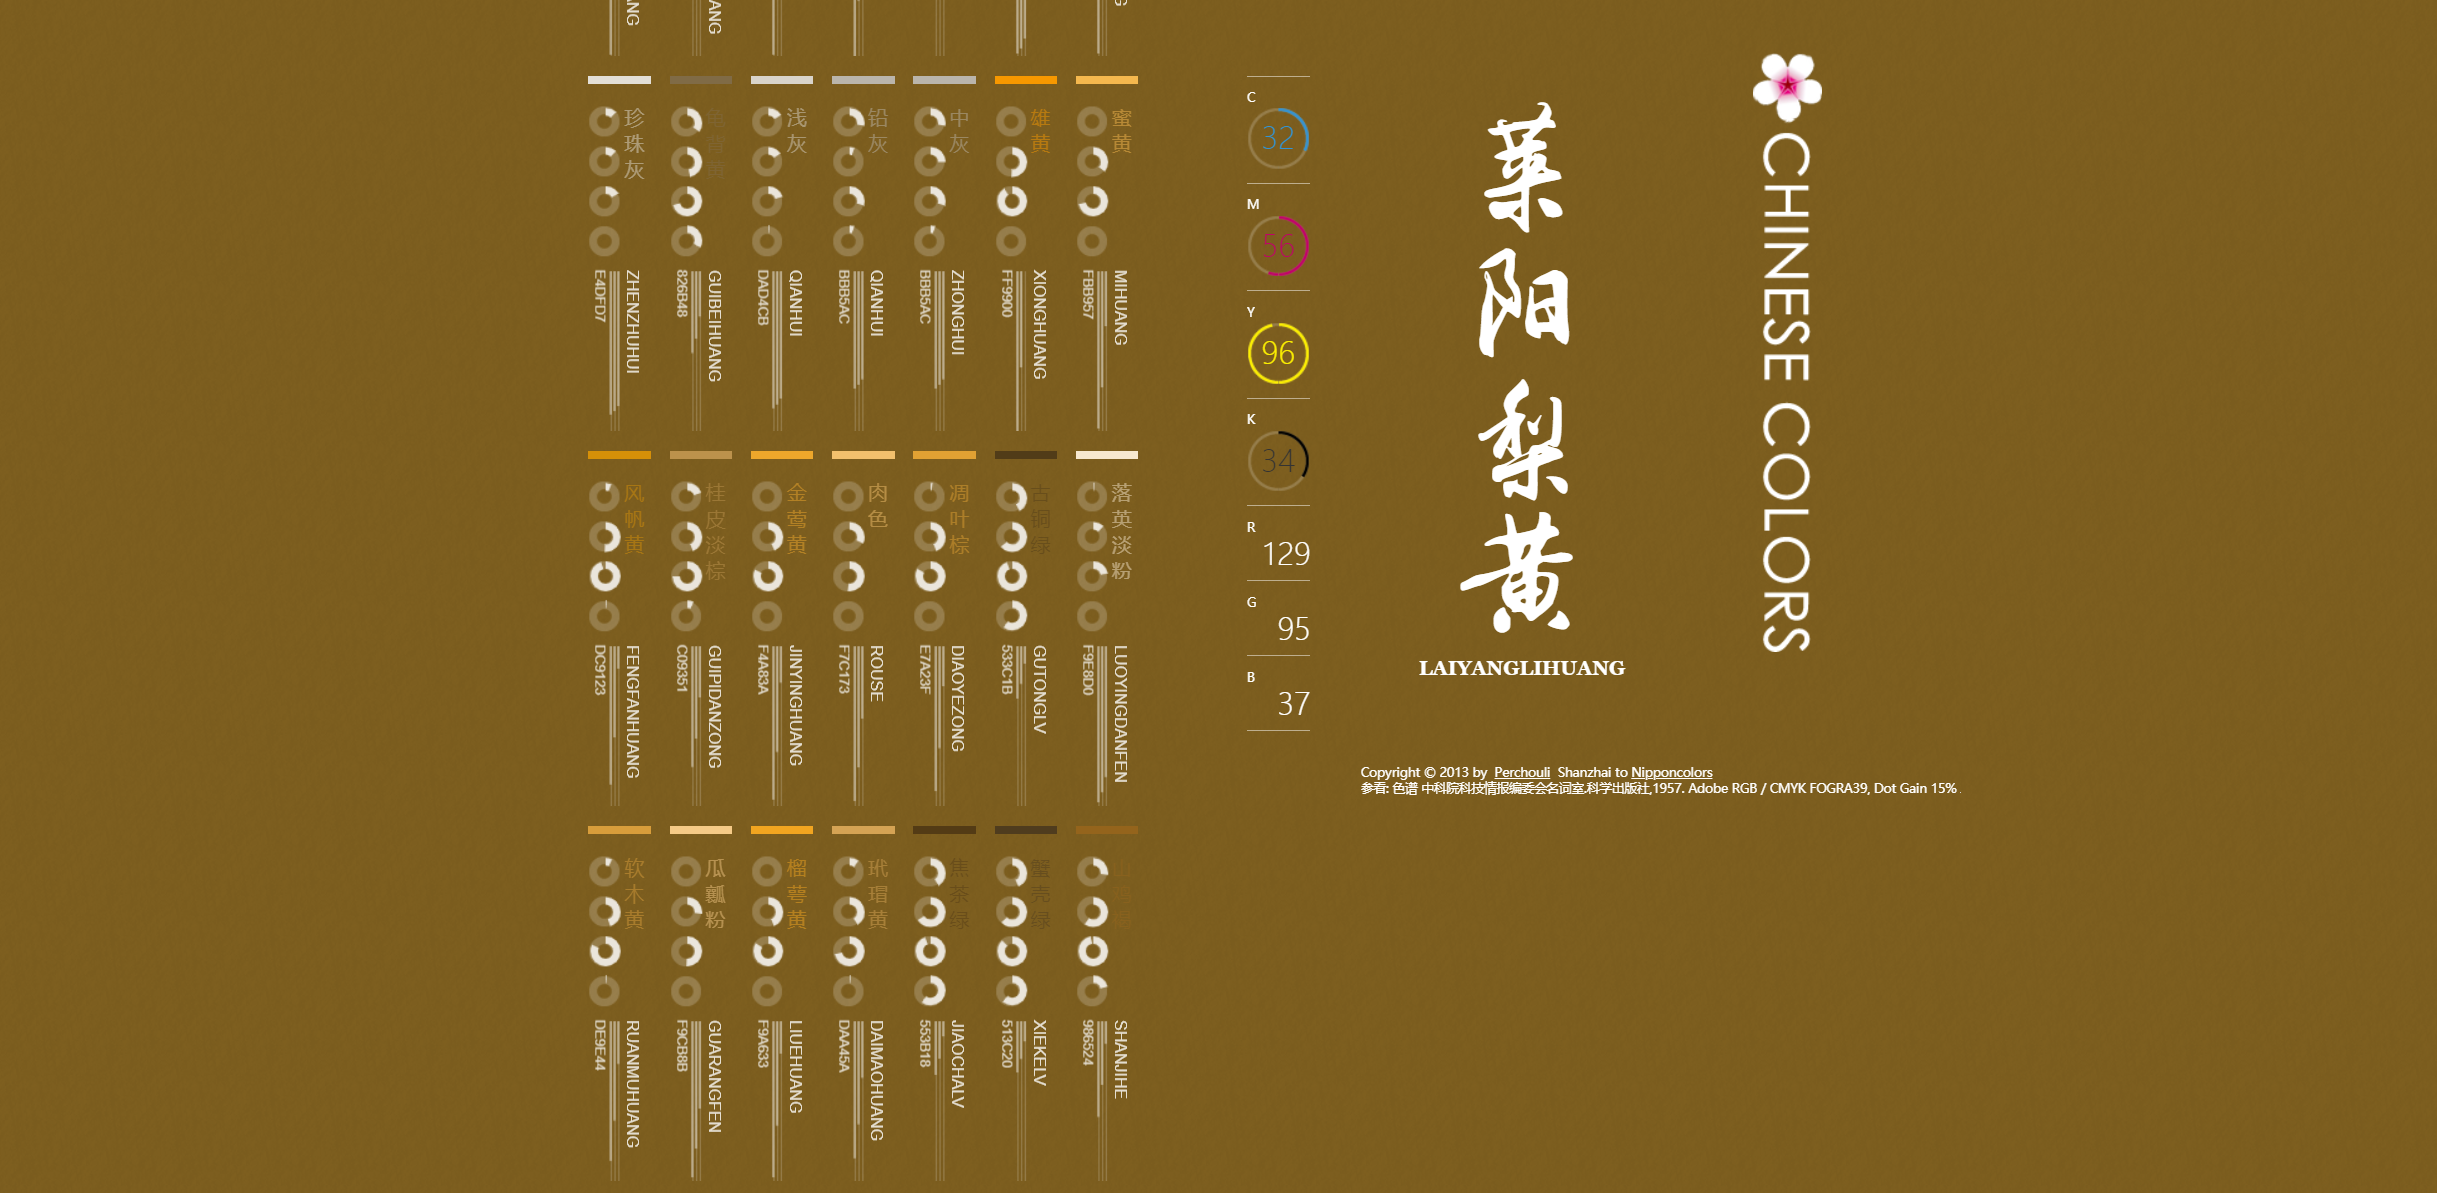 ANG
ANG
G
珍珠灰
E4DFD7
ZHENZHUHUI
826B48
GUIBEIHUANG
浅灰
DAD4CB
QIANHUI
铅灰
BBB5AC
QIANHUI
中灰
BBB5AC
ZHONGHUI
雄黄
FF9900
XIONGHUANG
蜜黄
FBB957
MIHUANG
风帆黄
DC9123
FENGFANHUANG
桂皮淡棕
C09351
GUIPIDANZONG
金莺黄
F4A83A
JINYINGHUANG
肉色
F7C173
ROUSE
凋叶棕
E7A23F
DIAOYEZONG
古铜绿
533C1B
GUTONGLV
落英淡粉
F9E8D0
LUOYINGDANFEN
软木黄
DE9E44
RUANMUHUANG
瓜瓤粉
F9CB8B
GUARANGFEN
榴萼黄
F9A633
LIUEHUANG
玳瑁黄
DAA45A
DAIMAOHUANG
焦茶绿
553B18
JIAOCHALV
蟹壳绿
513C20
XIEKELV
986524
SHANJIHE
C
32
M
56
Y
96
K
34
R
129
G
95
B
37
莱阳梨黄
LAIYANGLIHUANG
CHINESE COLORS
Copyright © 2013 by Perchouli Shanzhai to Nipponcolors
参看: 色谱 中科院科技情报编委会名词室.科学出版社,1957. Adobe RGB / CMYK FOGRA39, Dot Gain 15% .